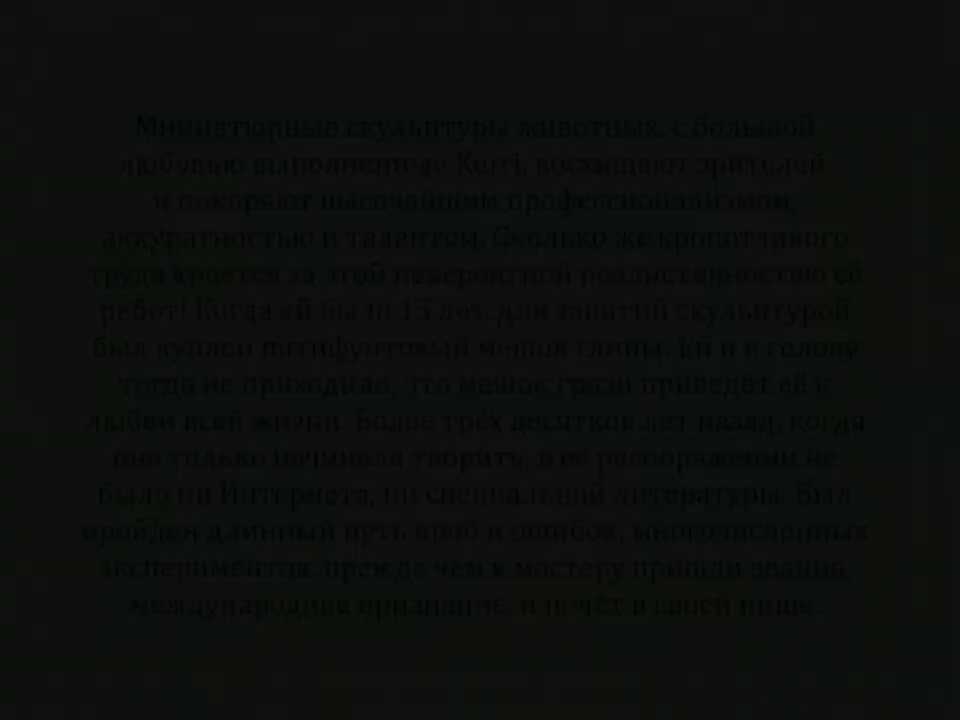 Миниатюрные скульптуры животных, с большой
любовью выполненные Kerri, восхищают зрителей
и покоряют высочайшим профессионализмом,
аккуратностью и талантом. Сколько же кропотливого
труда кроется за этой невероятной реалистичностью её
работ! Когда ей было 15 лет, для занятий скульптурой
был куплен пятифунтовый мешок глины. Ей и в голову
тогда не приходило, что мешок грязи приведёт её к
любви всей жизни. Более трёх десятков лет назад, когда
она только начинала творить, в её распоряжении не
было ни Интернета, ни специальной литературы. Был
пройден длинный путь проб и ошибок, многочисленных
экспериментов, прежде чем к мастеру пришли звания,
международное признание, и почёт в своей нише.